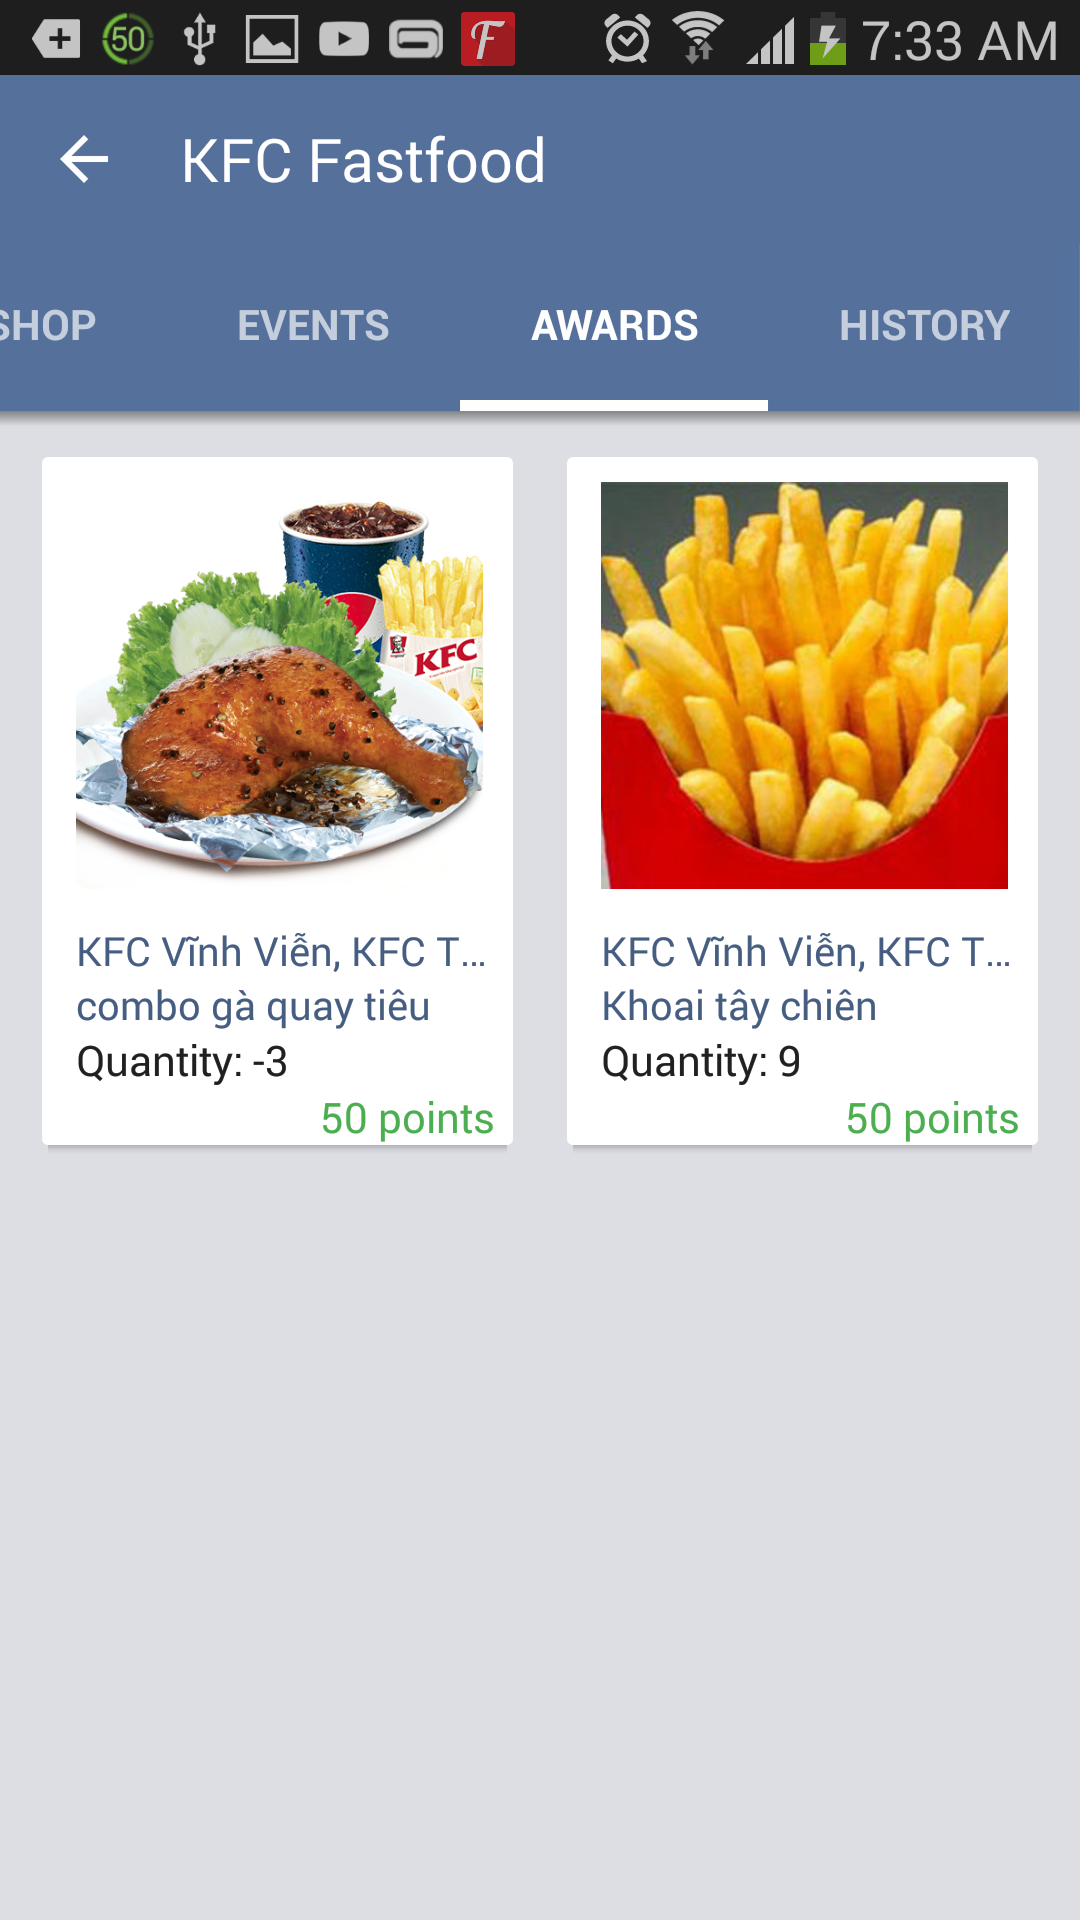 50
7:33 AM
KFC Fastfood
SHOP EVENTS AWARDS HISTORY
KFC
KFC Vĩnh Viễn, KFC T...
combo gà quay tiêu
Quantity: -3
50 points
KFC Vĩnh Viễn, KFC T...
Khoai tây chiên
Quantity: 9
50 points